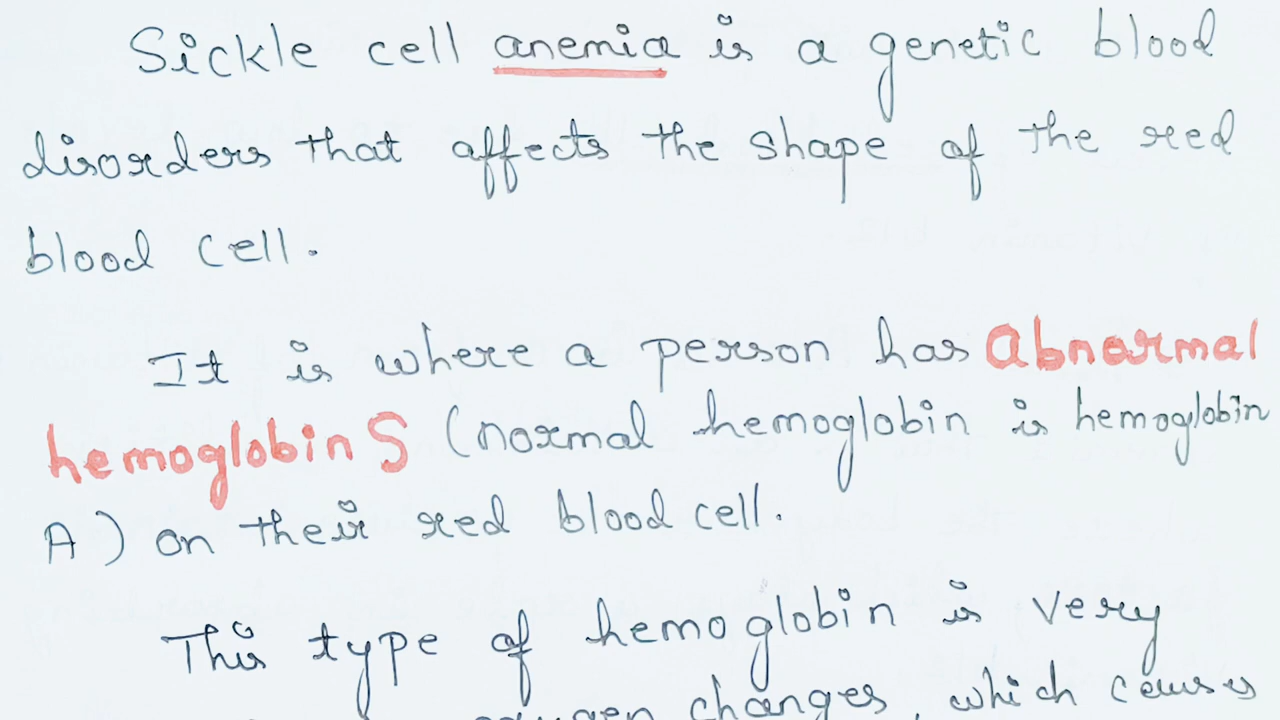 Sickle cell anemia is a genetic blood
disorders that affects the shape of the red
blood cell.
It is where a person has Abnormal
hemoglobin S (normal hemoglobin is hemoglobin
A) on their red blood cell.
This type of hemoglobin is very
changes, which causes